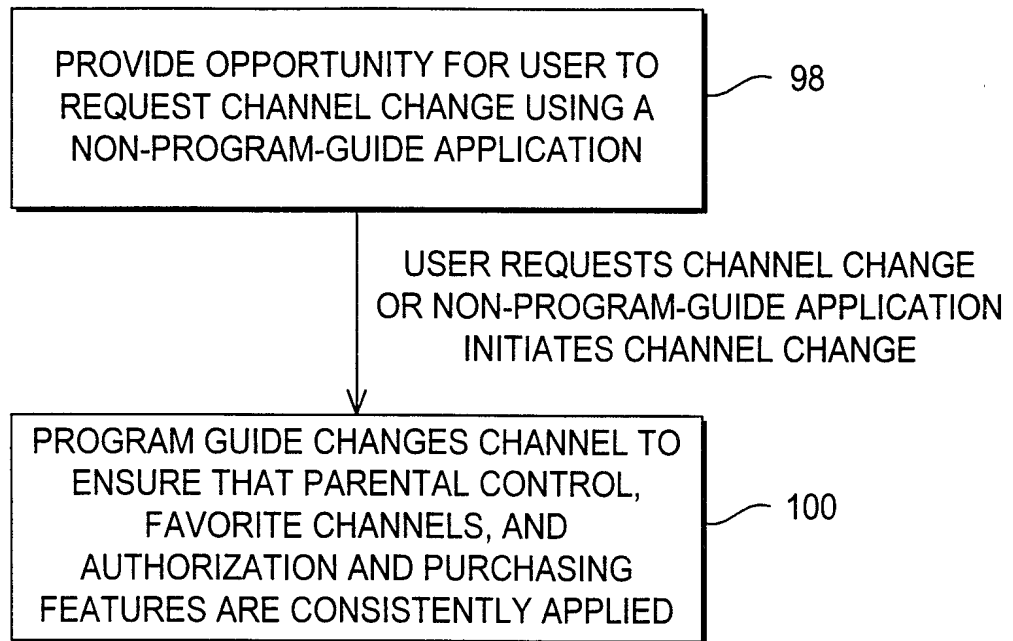 PROVIDE OPPORTUNITY FOR USER TO
REQUEST CHANNEL CHANGE USING A
NON-PROGRAM-GUIDE APPLICATION
98
USER REQUESTS CHANNEL CHANGE
OR NON-PROGRAM-GUIDE APPLICATION
INITIATES CHANNEL CHANGE
PROGRAM GUIDE CHANGES CHANNEL TO
ENSURE THAT PARENTAL CONTROL,
FAVORITE CHANNELS, AND
AUTHORIZATION AND PURCHASING
FEATURES ARE CONSISTENTLY APPLIED
100